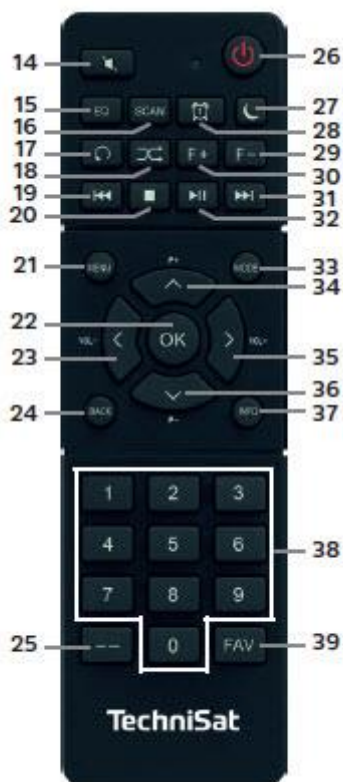 14 26
15 EQ SCAN 27
16 28
17 F+ F- 29
18 30
19 31
20 32
21 MENU P+ MODE 33
34
22 OK
VOL- VOL+
23 35
36
24 BACK P- INFO 37
1 2 3
4 5 6 38
7 8 9
25 -- 0 FAV 39
TechniSat